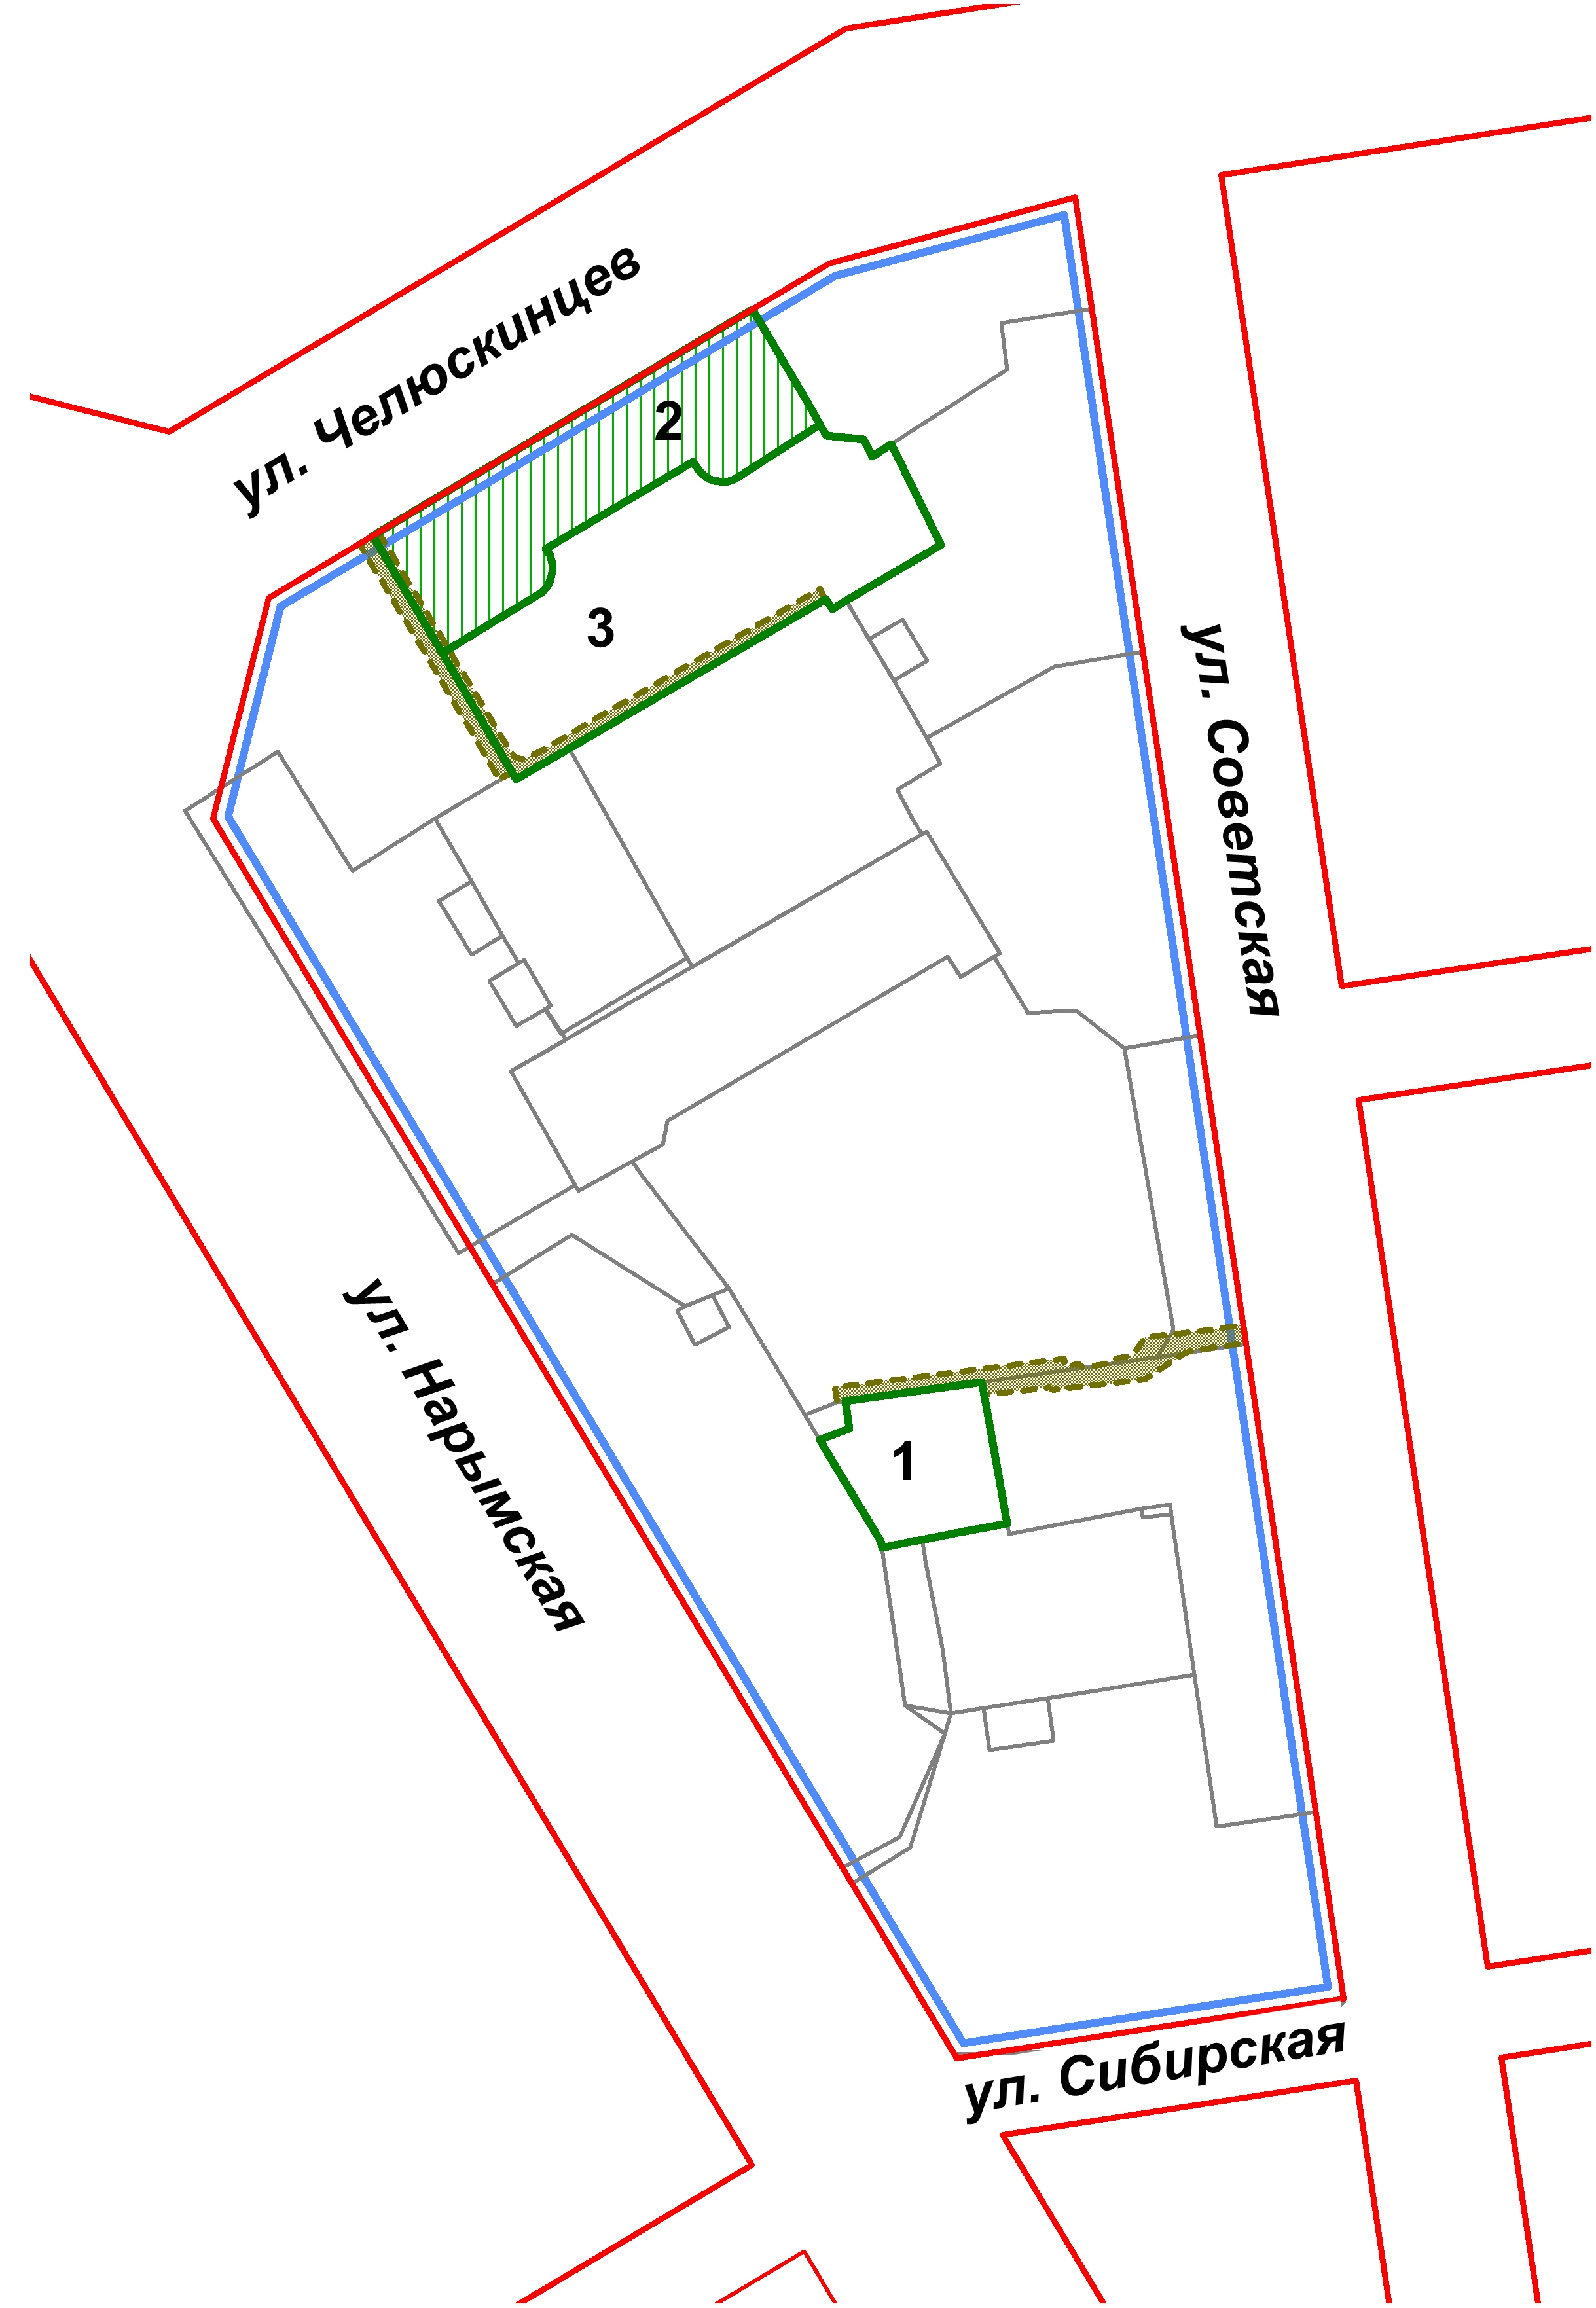 ул. Челюскинцев
2
3
ул. Советская
ул. Нарымская
1
ул. Сибирская